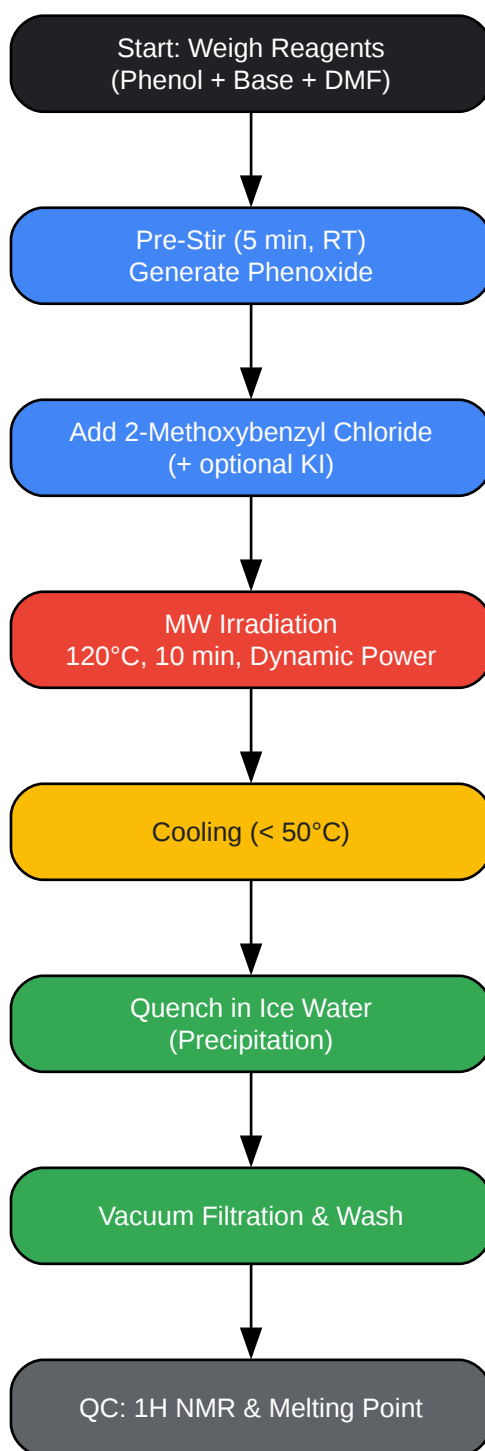 Start: Weigh Reagents
(Phenol + Base + DMF)
Pre-Stir (5 min, RT)
Generate Phenoxide
Add 2-Methoxybenzyl Chloride
(+ optional KI)
MW Irradiation
120°C, 10 min, Dynamic Power
Cooling (< 50°C)
Quench in Ice Water
(Precipitation)
Vacuum Filtration & Wash
QC: 1H NMR & Melting Point